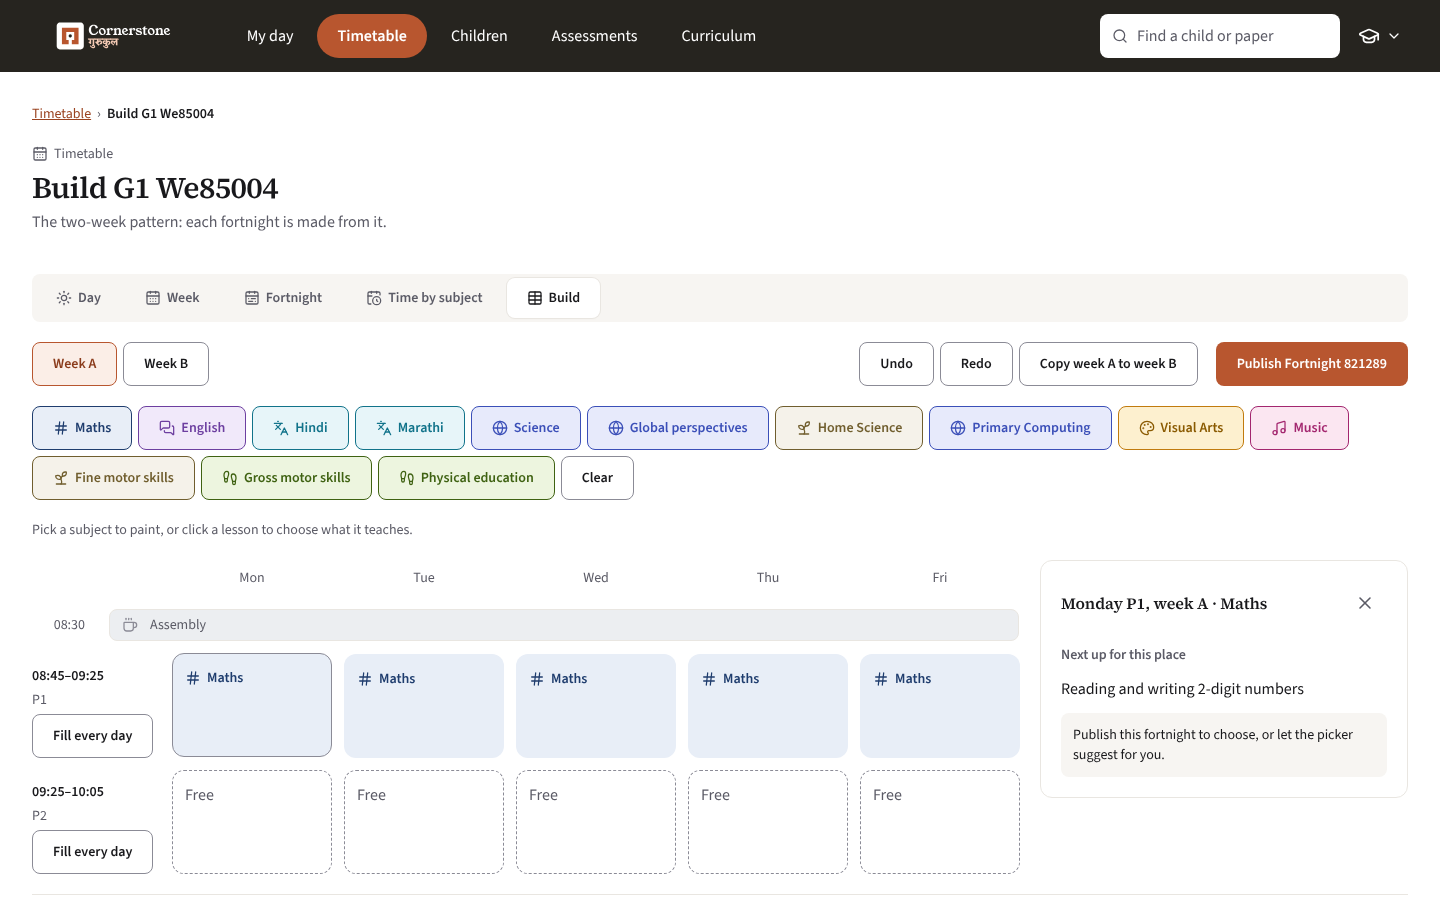 Cornerstone
गुरुकुल
My day
Timetable
Children
Assessments
Curriculum
Find a child or paper
Timetable › Build G1 We85004
Timetable
Build G1 We85004
The two-week pattern: each fortnight is made from it.
Day
Week
Fortnight
Time by subject
Build
Week A
Week B
Undo
Redo
Copy week A to week B
Publish Fortnight 821289
Maths
English
Hindi
Marathi
Science
Global perspectives
Home Science
Primary Computing
Visual Arts
Music
Fine motor skills
Gross motor skills
Physical education
Clear
Pick a subject to paint, or click a lesson to choose what it teaches.
Mon
Tue
Wed
Thu
Fri
08:30
Assembly
08:45–09:25
P1
Fill every day
Maths
Maths
Maths
Maths
Maths
09:25–10:05
P2
Fill every day
Free
Free
Free
Free
Free
Monday P1, week A · Maths
Next up for this place
Reading and writing 2-digit numbers
Publish this fortnight to choose, or let the picker
suggest for you.